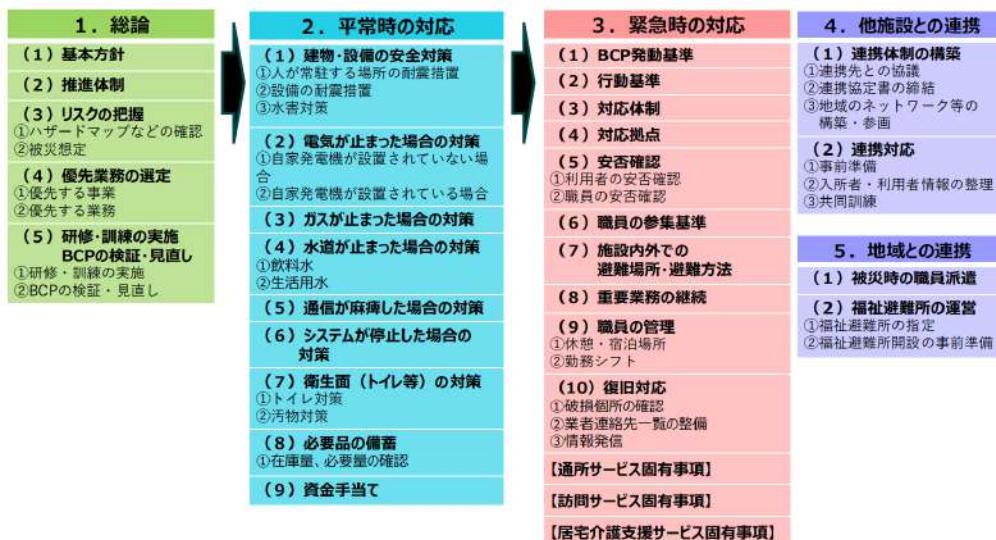 1．総論
（1）基本方針
（2）推進体制
（3）リスクの把握
①ハザードマップなどの確認
②被災想定
（4）優先業務の選定
①優先する事業
②優先する業務
（5）研修・訓練の実施
BCPの検証・見直し
①研修・訓練の実施
②BCPの検証・見直し
2．平常時の対応
（1）建物・設備の安全対策
①人が常駐する場所の耐震措置
②設備の耐震措置
③水害対策
（2）電気が止まった場合の対策
①自家発電機が設置されていない場
合
②自家発電機が設置されている場合
（3）ガスが止まった場合の対策
（4）水道が止まった場合の対策
①飲料水
②生活用水
（5）通信が麻痺した場合の対策
（6）システムが停止した場合の
対策
（7）衛生面（トイレ等）の対策
①トイレ対策
②汚物対策
（8）必要品の備蓄
①在庫量、必要量の確認
（9）資金手当て
3．緊急時の対応
（1）BCP発動基準
（2）行動基準
（3）対応体制
（4）対応拠点
（5）安否確認
①利用者の安否確認
②職員の安否確認
（6）職員の参集基準
（7）施設内外での
避難場所・避難方法
（8）重要業務の継続
（9）職員の管理
①休憩・宿泊場所
②勤務シフト
（10）復旧対応
①破損個所の確認
②業者連絡先一覧の整備
③情報発信
【通所サービス固有事項】
【訪問サービス固有事項】
【居宅介護支援サービス固有事項】
4．他施設との連携
（1）連携体制の構築
①連携先との協議
②連携協定書の締結
③地域のネットワーク等の
構築・参画
（2）連携対応
①事前準備
②入所者・利用者情報の整理
③共同訓練
5．地域との連携
（1）被災時の職員派遣
（2）福祉避難所の運営
①福祉避難所の指定
②福祉避難所開設の事前準備